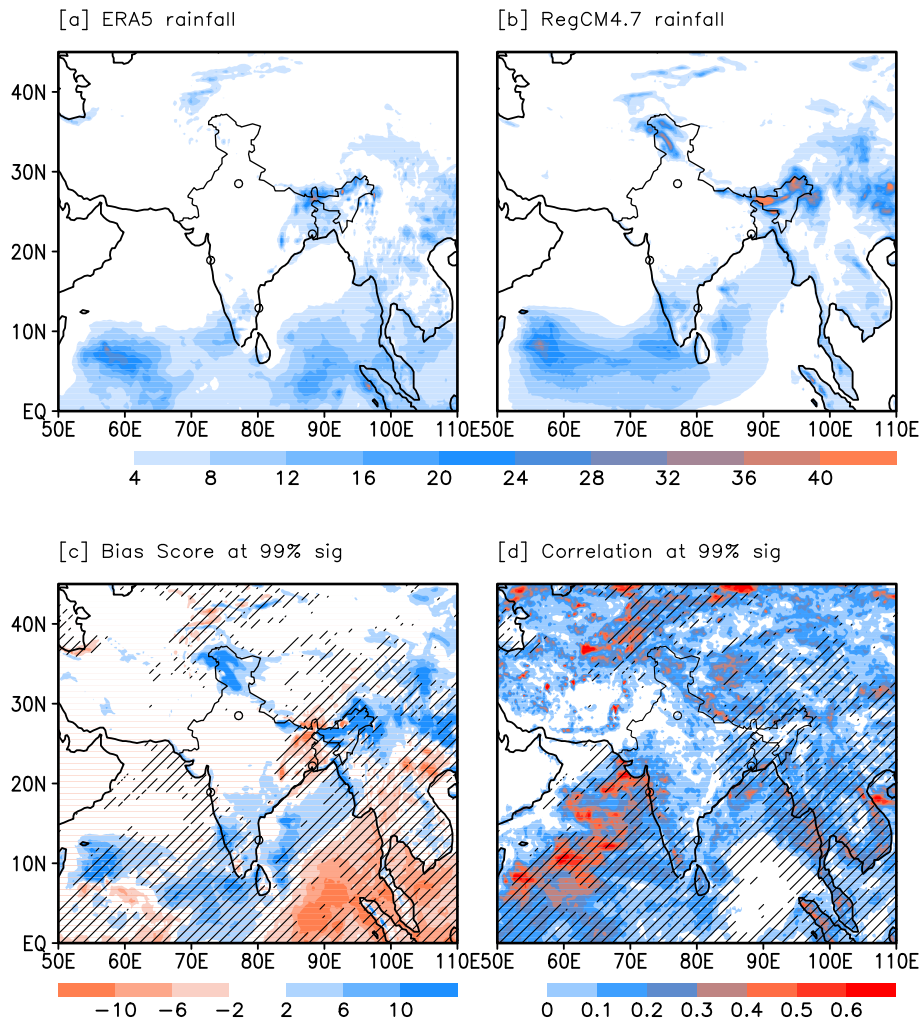 [a] ERA5 rainfall
[b] RegCM4.7 rainfall
40N
30N
20N
10N
EQ
50E 60E 70E 80E 90E 100E 110E
50E 60E 70E 80E 90E 100E 110E
4 8 12 16 20 24 28 32 36 40
[c] Bias Score at 99% sig
[d] Correlation at 99% sig
40N
30N
20N
10N
EQ
50E 60E 70E 80E 90E 100E 110E
50E 60E 70E 80E 90E 100E 110E
-10 -6 -2 2 6 10
0 0.1 0.2 0.3 0.4 0.5 0.6